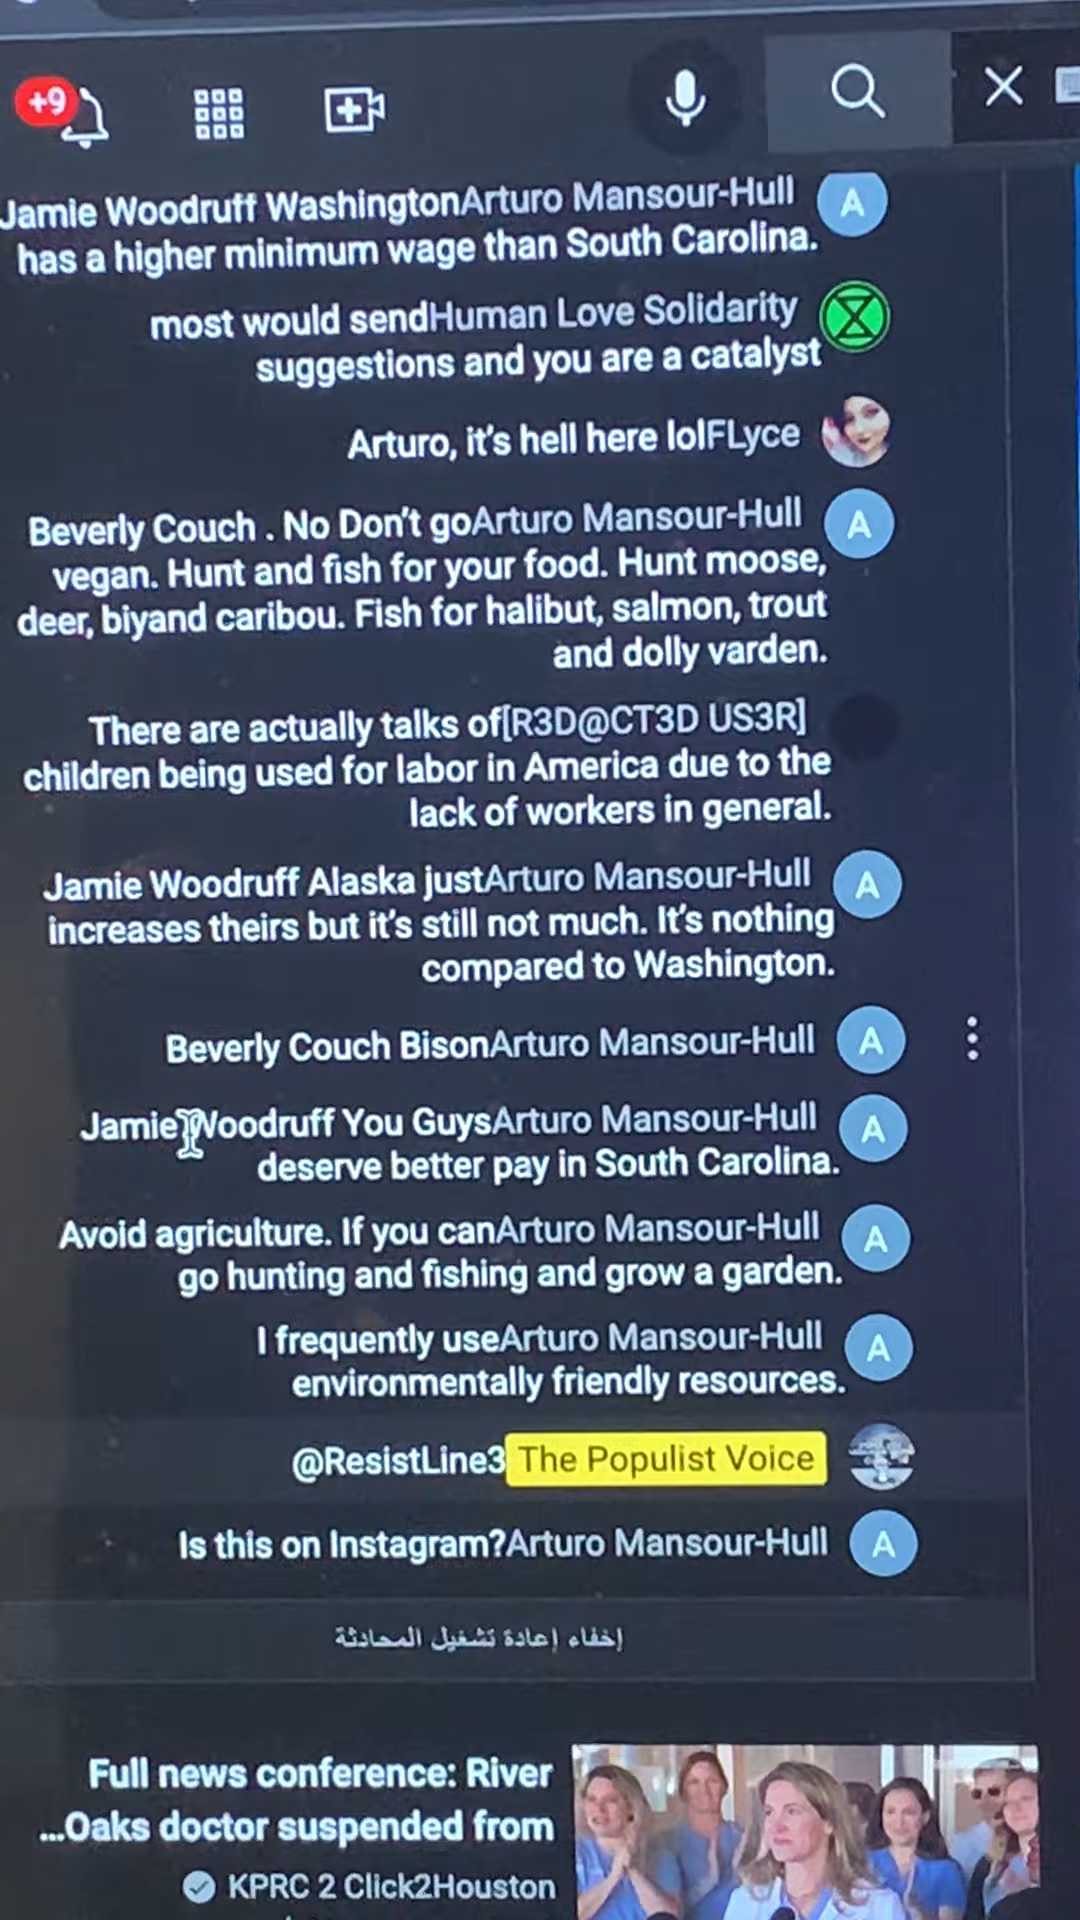 +9
Jamie Woodruff WashingtonArturo Mansour-Hull
A
has a higher minimum wage than South Carolina.
most would sendHuman Love Solidarity
suggestions and you are a catalyst
Arturo, it's hell here lolFLyce
Beverly Couch . No Don't goArturo Mansour-Hull
A
vegan. Hunt and fish for your food. Hunt moose,
deer, biyand caribou. Fish for halibut, salmon, trout
and dolly varden.
There are actually talks of[R3D@CT3D US3R]
children being used for labor in America due to the
lack of workers in general.
Jamie Woodruff Alaska justArturo Mansour-Hull
A
increases theirs but it's still not much. It's nothing
compared to Washington.
Beverly Couch BisonArturo Mansour-Hull
A
Jamie Woodruff You GuysArturo Mansour-Hull
A
deserve better pay in South Carolina.
Avoid agriculture. If you canArturo Mansour-Hull
A
go hunting and fishing and grow a garden.
I frequently useArturo Mansour-Hull
A
environmentally friendly resources.
@ResistLine3 The Populist Voice
Is this on Instagram?Arturo Mansour-Hull
A
إخفاء إعادة تشغيل المحادثة
Full news conference: River
...Oaks doctor suspended from
KPRC 2 Click2Houston